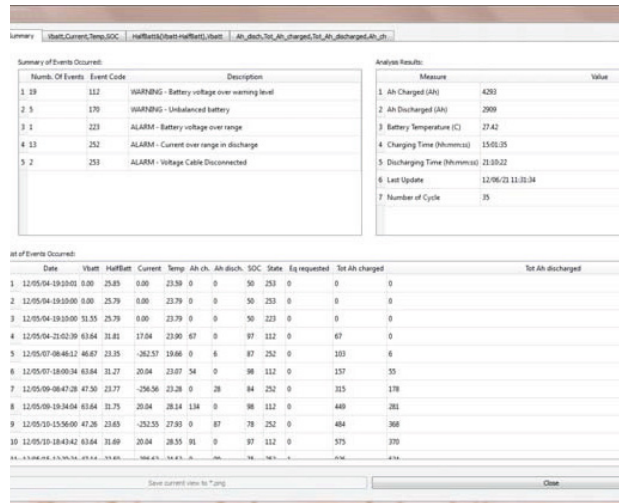 Summary Vbatt,Current,Temp,SOC HalfBatt&(Vbatt-HalfBatt),Vbatt Ah_disch,Tot_Ah_charged,Tot_Ah_discharged,Ah_ch
Summary of Events Occurred:
Numb. Of Events Event Code Description
1 19 112 WARNING - Battery voltage over warning level
2 5 170 WARNING - Unbalanced battery
3 1 223 ALARM - Battery voltage over range
4 13 252 ALARM - Current over range in discharge
5 2 253 ALARM - Voltage Cable Disconnected
Analysis Results:
Measure Value
1 Ah Charged (Ah) 4293
2 Ah Discharged (Ah) 2909
3 Battery Temperature (C) 27.42
4 Charging Time (hh:mm:ss) 15:01:35
5 Discharging Time (hh:mm:ss) 21:10:22
6 Last Update 12/06/21 11:31:34
7 Number of Cycle 35
ist of Events Occurred:
Date Vbatt HalfBatt Current Temp Ah ch. Ah disch. SOC State Eq requested Tot Ah charged Tot Ah discharged
1 12/05/04-19:10:01 0.00 25.85 0.00 23.59 0 0 50 253 0 0 0
2 12/05/04-19:10:00 0.00 25.79 0.00 23.79 0 0 50 253 0 0 0
3 12/05/04-19:10:00 51.55 25.79 0.00 23.79 0 0 50 223 0 0 0
4 12/05/04-21:02:39 63.64 31.81 17.04 23.90 67 0 97 112 0 67 0
5 12/05/07-08:46:12 46.67 23.35 -262.57 19.66 0 6 87 252 0 103 6
6 12/05/07-18:00:34 63.64 31.27 20.04 23.07 54 0 98 112 0 157 55
7 12/05/09-08:47:28 47.50 23.77 -256.56 23.28 0 28 84 252 0 315 178
8 12/05/09-19:34:04 63.64 31.75 20.04 28.14 134 0 98 112 0 449 281
9 12/05/10-15:56:00 47.26 23.65 -252.55 27.93 0 87 78 252 0 484 368
10 12/05/10-18:43:42 63.64 31.69 20.04 28.55 91 0 97 112 0 575 370
Save current view to *.png
Close